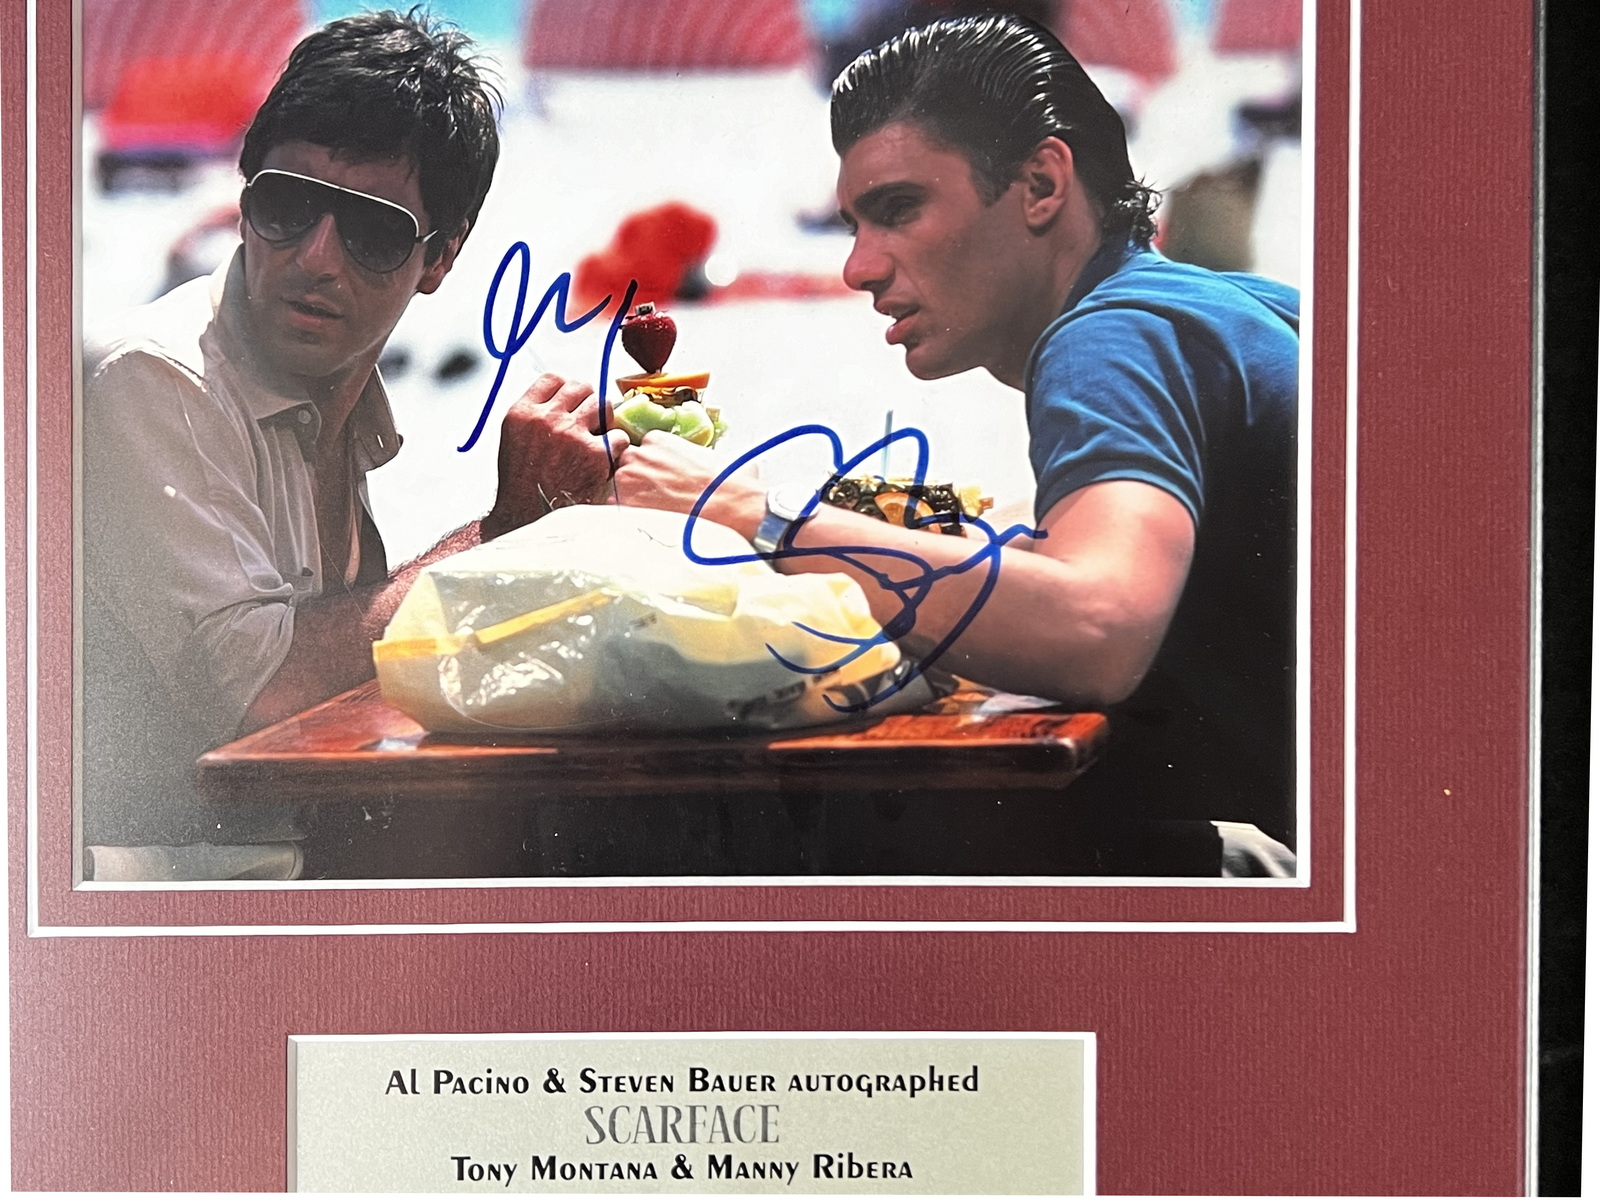 Al Pacino & Steven Bauer autographed
SCARFACE
Tony Montana & Manny Ribera